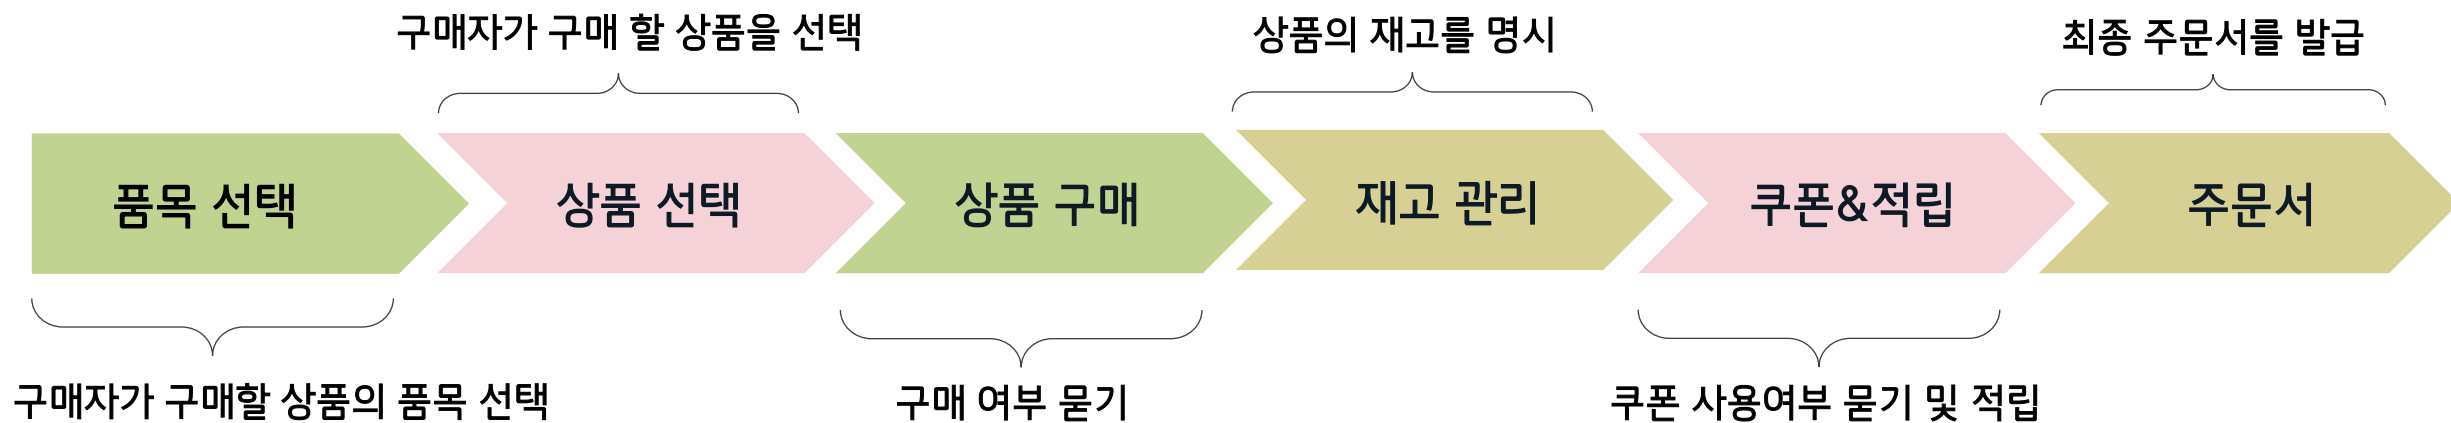 구매자가 구매 할 상품을 선택
상품의 재고를 명시
최종 주문서를 발급
품목 선택
상품 선택
상품 구매
재고 관리
쿠폰&적립
주문서
구매자가 구매할 상품의 품목 선택
구매 여부 묻기
쿠폰 사용여부 묻기 및 적립